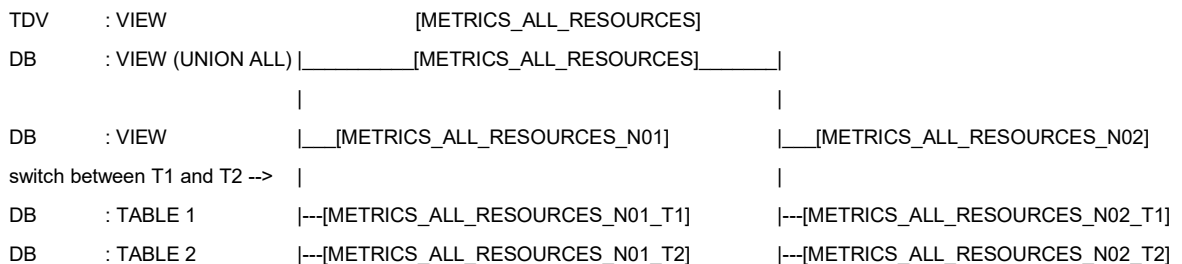 TDV : VIEW [METRICS_ALL_RESOURCES]
DB : VIEW (UNION ALL) |__________[METRICS_ALL_RESOURCES]_______|
| |
DB : VIEW |___[METRICS_ALL_RESOURCES_N01] |___[METRICS_ALL_RESOURCES_N02]
switch between T1 and T2 --> | |
DB : TABLE 1 |---[METRICS_ALL_RESOURCES_N01_T1] |---[METRICS_ALL_RESOURCES_N02_T1]
DB : TABLE 2 |---[METRICS_ALL_RESOURCES_N01_T2] |---[METRICS_ALL_RESOURCES_N02_T2]